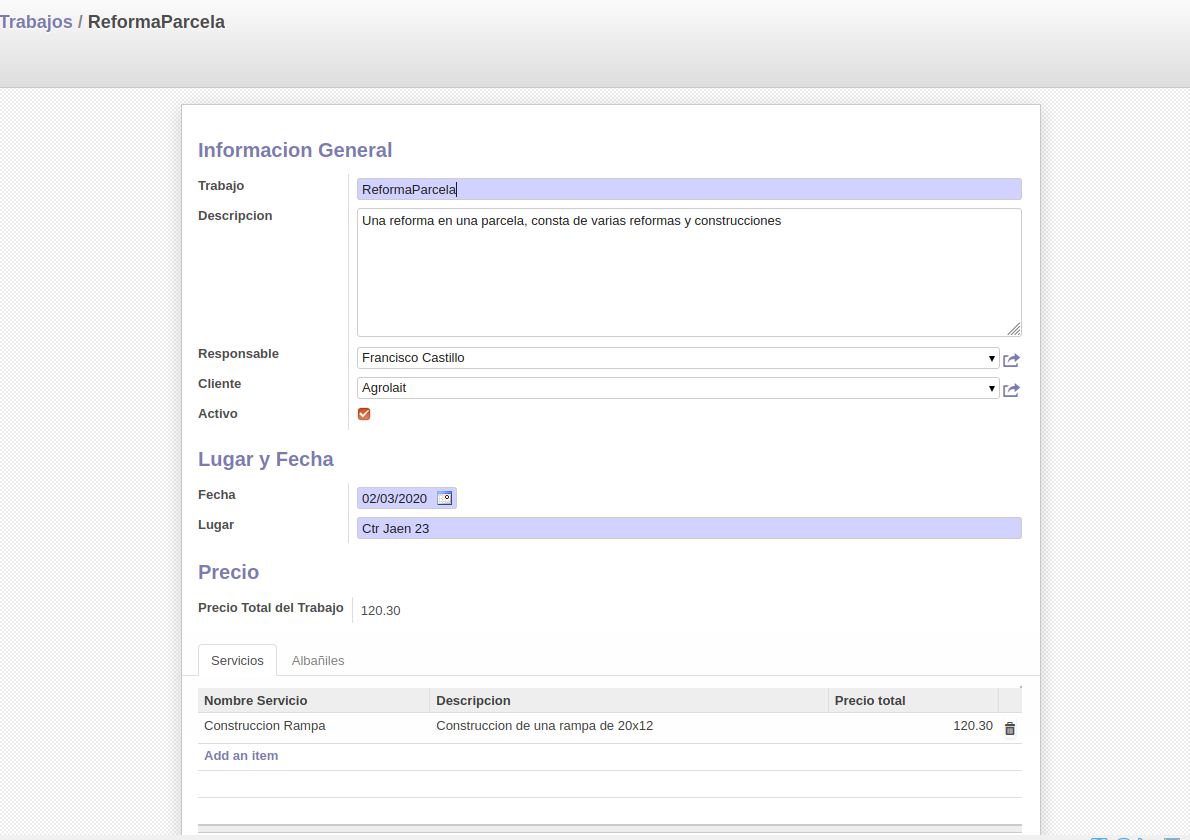 Trabajos / ReformaParcela
Informacion General
Trabajo ReformaParcela
Descripcion Una reforma en una parcela, consta de varias reformas y construcciones
Responsable Francisco Castillo
Cliente Agrolait
Activo
Lugar y Fecha
Fecha 02/03/2020
Lugar Ctr Jaen 23
Precio
Precio Total del Trabajo 120.30
Servicios Albañiles
Nombre Servicio Descripcion Precio total
Construccion Rampa Construccion de una rampa de 20x12 120.30
Add an item